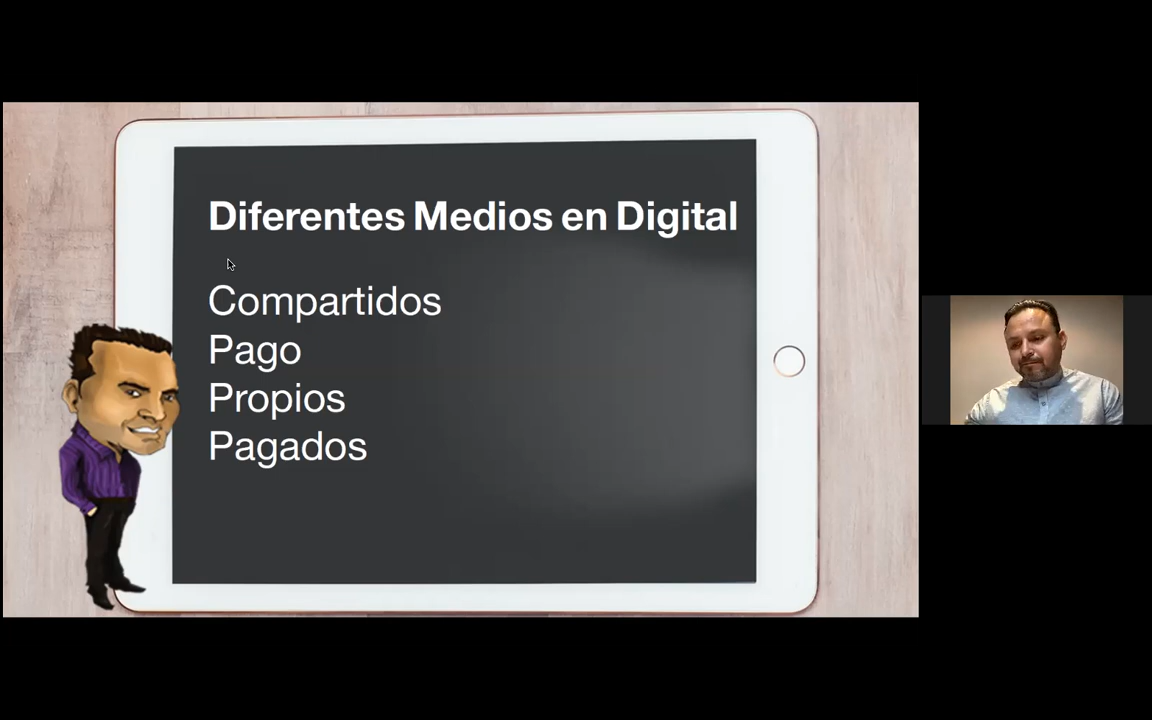 Diferentes Medios en Digital
Compartidos
Pago
Propios
Pagados